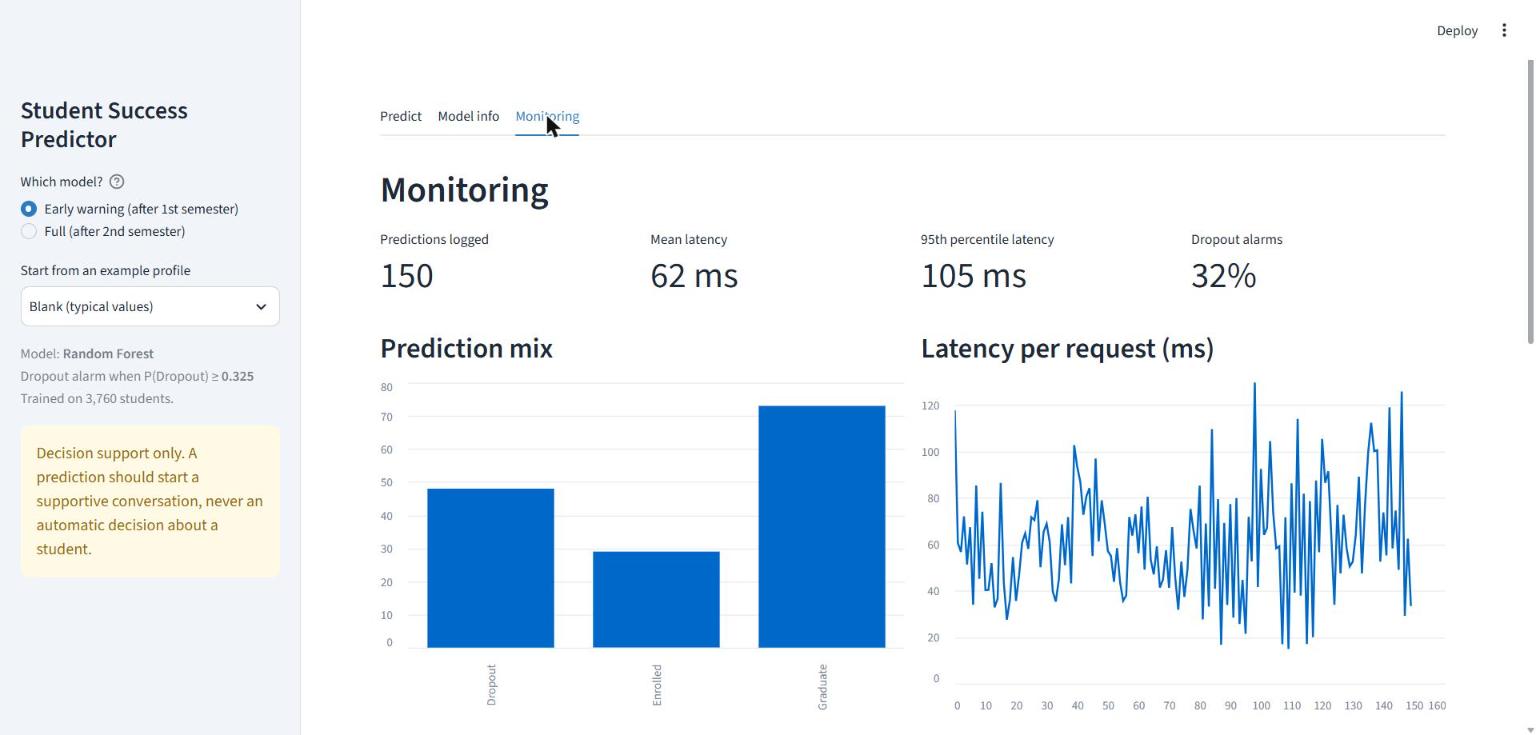 Deploy
Student Success
Predictor
Which model?
Early warning (after 1st semester)
Full (after 2nd semester)
Start from an example profile
Blank (typical values)
Model: Random Forest
Dropout alarm when P(Dropout) ≥ 0.325
Trained on 3,760 students.
Decision support only. A
prediction should start a
supportive conversation, never an
automatic decision about a
student.
Predict Model info Monitoring
Monitoring
Predictions logged Mean latency 95th percentile latency Dropout alarms
150 62 ms 105 ms 32%
Prediction mix
80
70
60
50
40
30
20
10
0
Dropout Enrolled Graduate
Latency per request (ms)
120
100
80
60
40
20
0
0 10 20 30 40 50 60 70 80 90 100 110 120 130 140 150 160